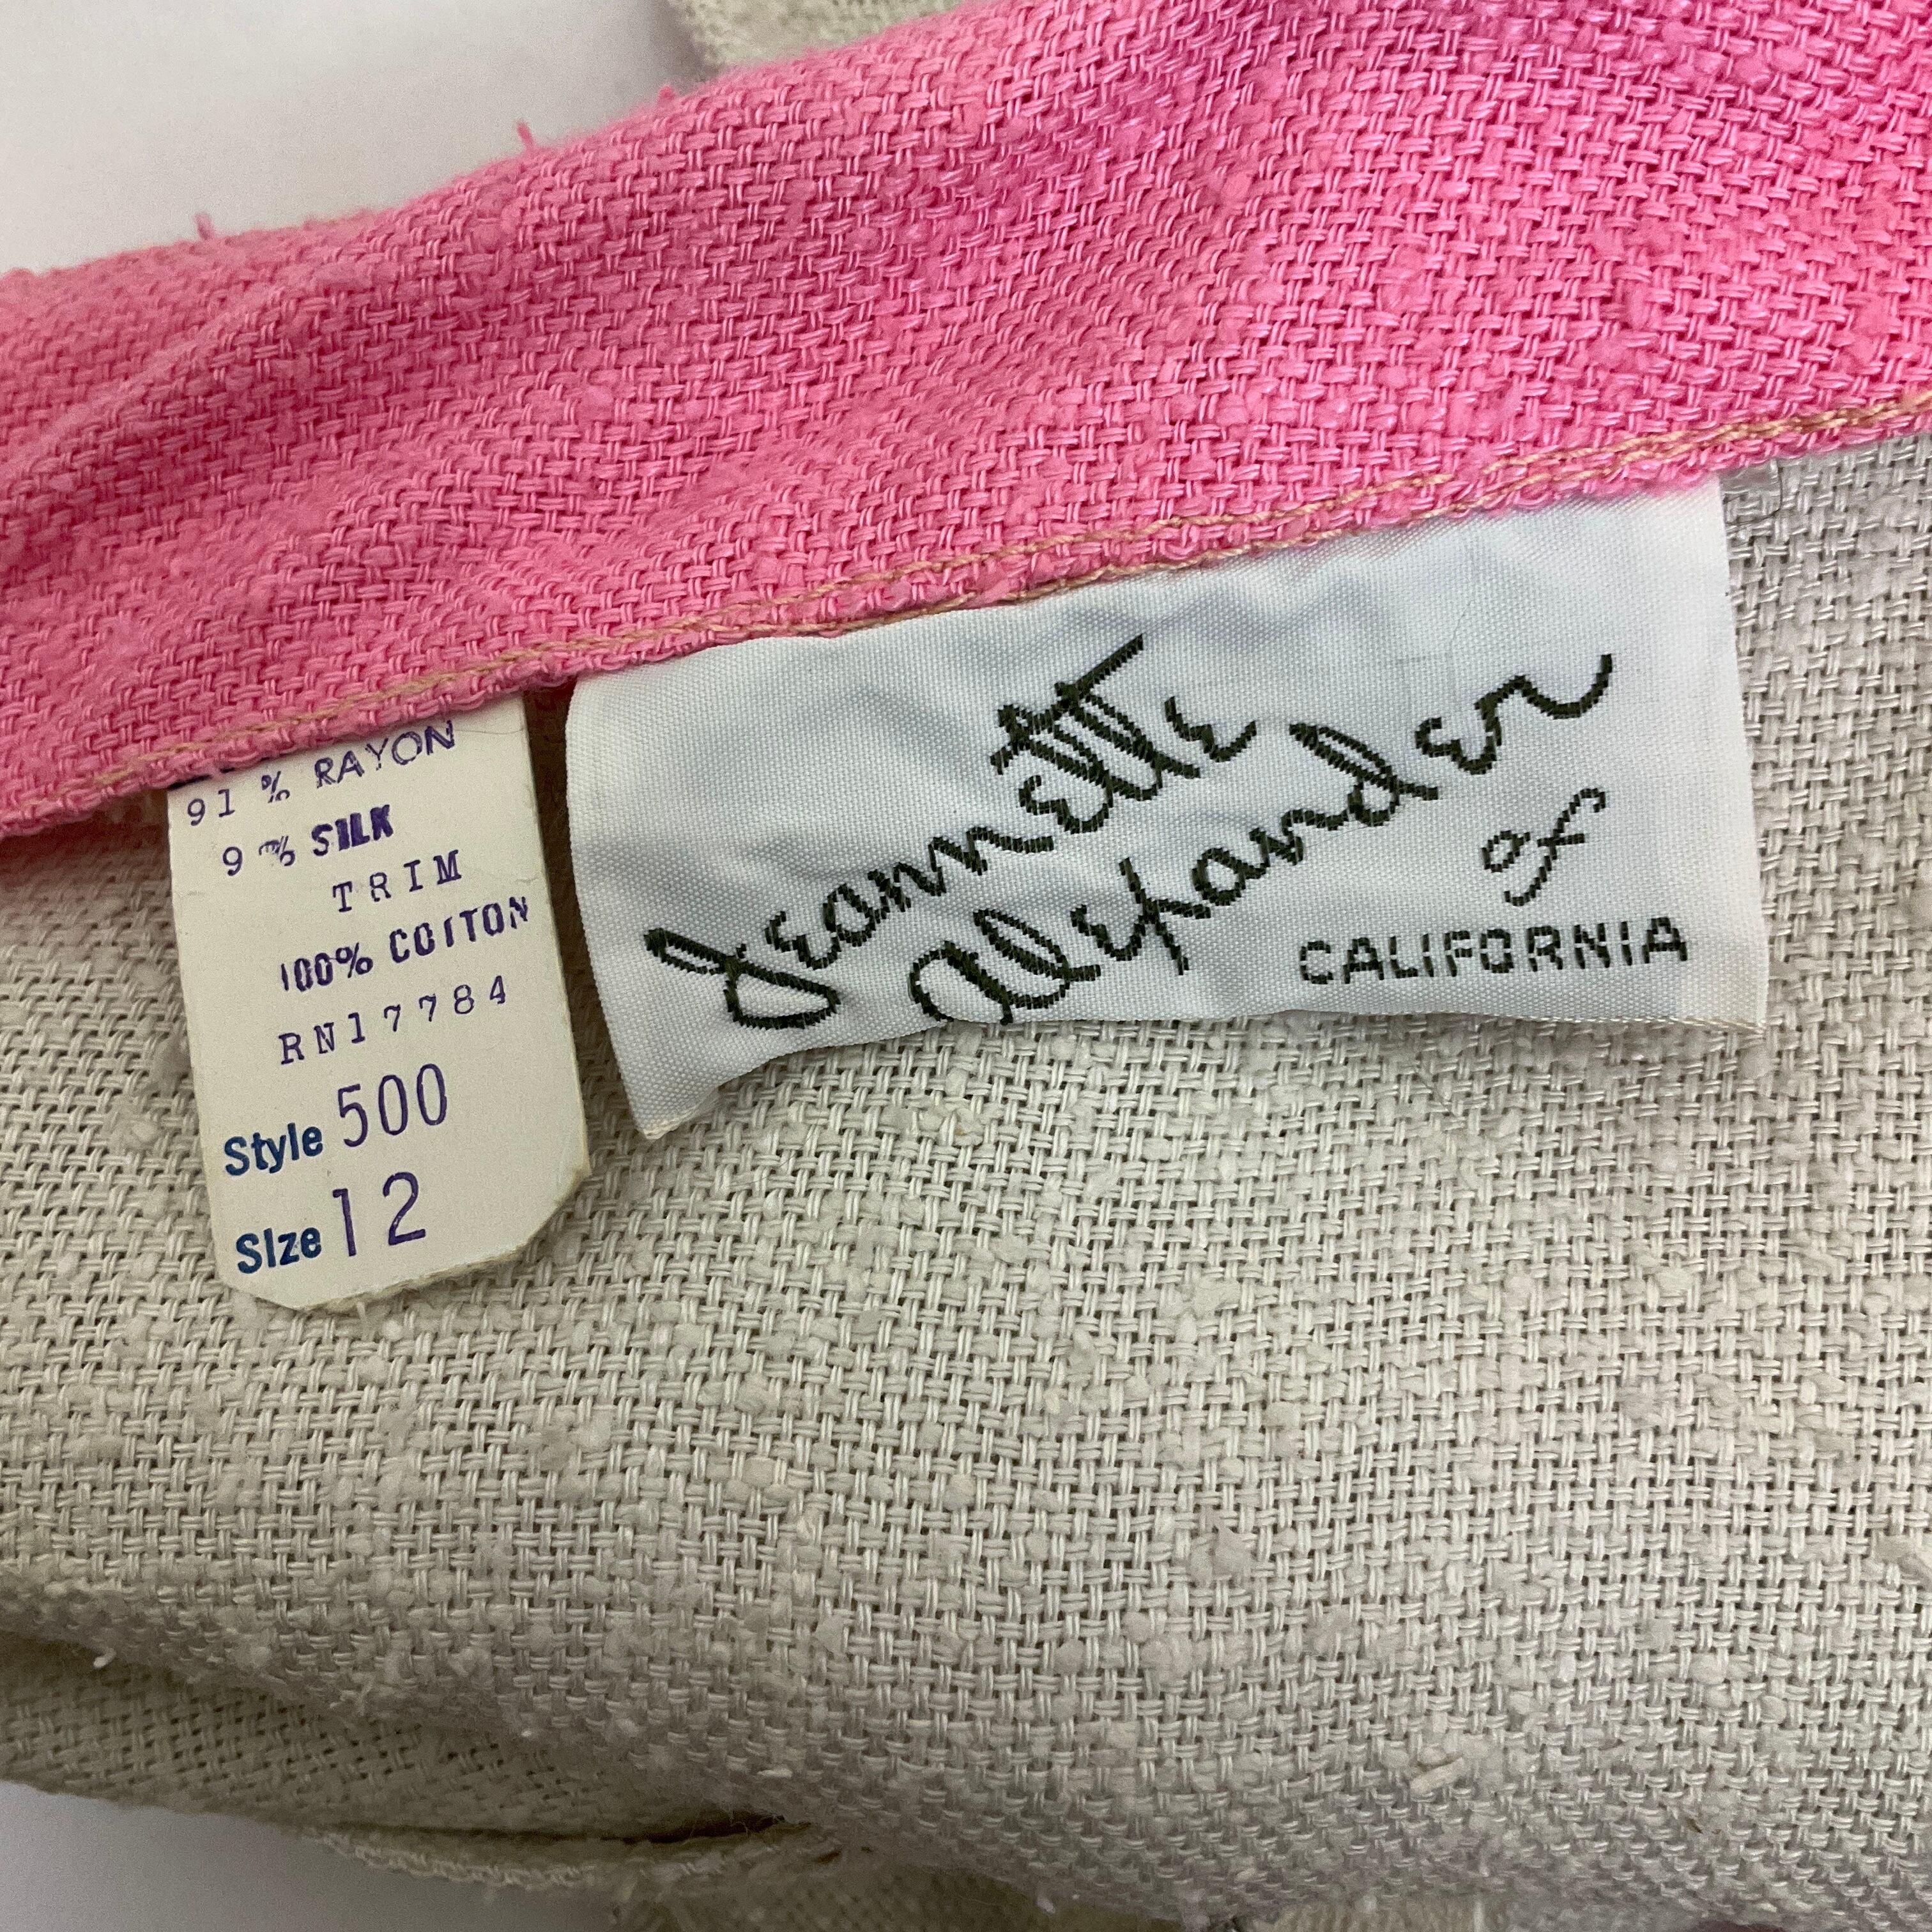 91 % RAYON
9 % SILK
TRIM
100% COTTON
RN17784
Style 500
Size 12
Jeannette
Alexander
of
CALIFORNIA